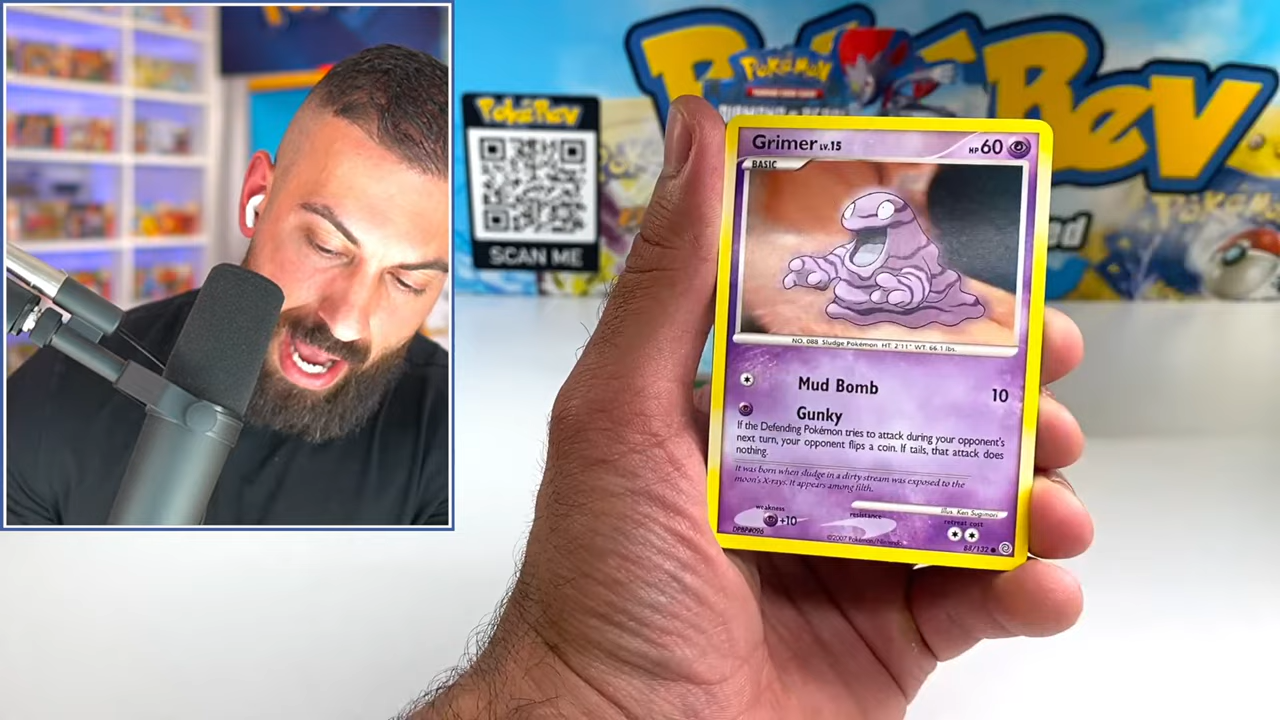 PokéRev
PokéRev
SCAN ME
Pokémon
Grimer LV.15
HP 60
BASIC
NO. 088 Sludge Pokémon HT. 2'11" WT. 66.1 lbs.
Mud Bomb 10
Gunky
If the Defending Pokémon tries to attack during your opponent's
next turn, your opponent flips a coin. If tails, that attack does
nothing.
It was born when sludge in a dirty stream was exposed to the
moon's X-rays. It appears among filth.
Illus. Ken Sugimori
weakness
+10
resistance
retreat cost
DPBP#096
©2007 Pokémon/Nintendo
88/132